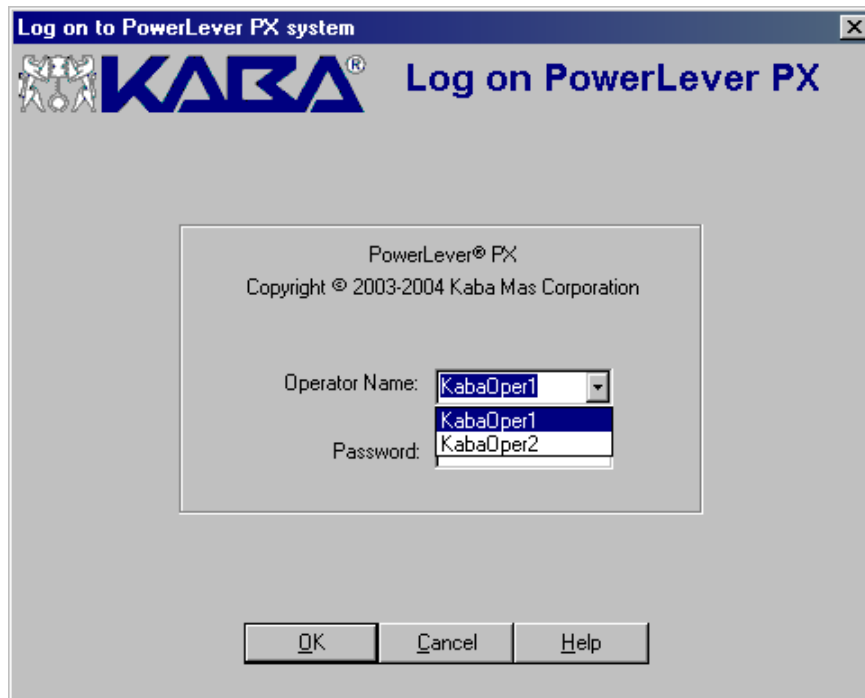 Log on to PowerLever PX system
KABA®
Log on PowerLever PX
PowerLever® PX
Copyright © 2003-2004 Kaba Mas Corporation
Operator Name: KabaOper1
KabaOper1
KabaOper2
Password:
OK Cancel Help